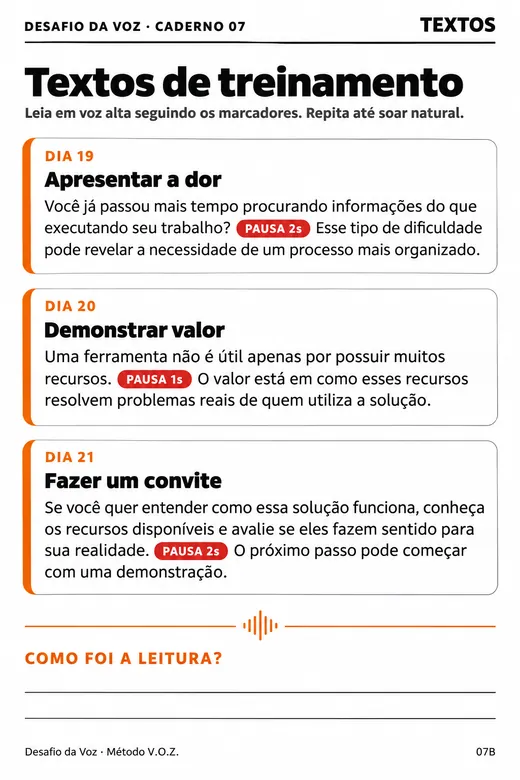 DESAFIO DA VOZ · CADERNO 07
TEXTOS
Textos de treinamento
Leia em voz alta seguindo os marcadores. Repita até soar natural.
DIA 19
Apresentar a dor
Você já passou mais tempo procurando informações do que
executando seu trabalho? PAUSA 2s Esse tipo de dificuldade
pode revelar a necessidade de um processo mais organizado.
DIA 20
Demonstrar valor
Uma ferramenta não é útil apenas por possuir muitos
recursos. PAUSA 1s O valor está em como esses recursos
resolvem problemas reais de quem utiliza a solução.
DIA 21
Fazer um convite
Se você quer entender como essa solução funciona, conheça
os recursos disponíveis e avalie se eles fazem sentido para
sua realidade. PAUSA 2s O próximo passo pode começar
com uma demonstração.
COMO FOI A LEITURA?
Desafio da Voz · Método V.O.Z.
07B